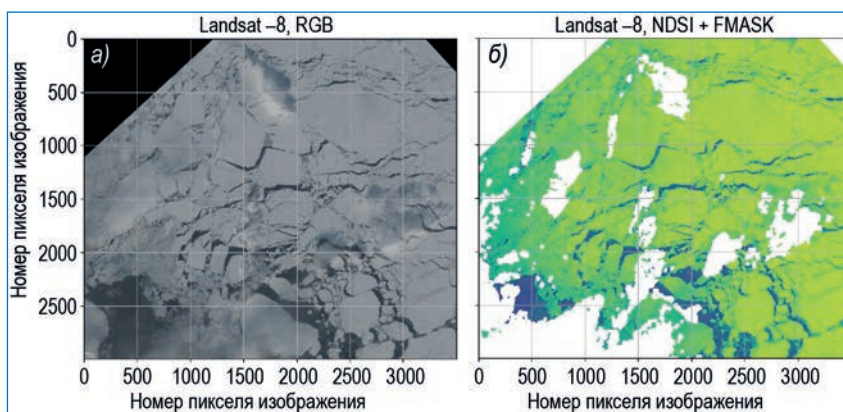 Landsat –8, RGB
а)
0
500
1000
1500
2000
2500
Номер пикселя изображения
0 500 1000 1500 2000 2500 3000
Номер пикселя изображения
Landsat –8, NDSI + FMASK
б)
0 500 1000 1500 2000 2500 3000
Номер пикселя изображения